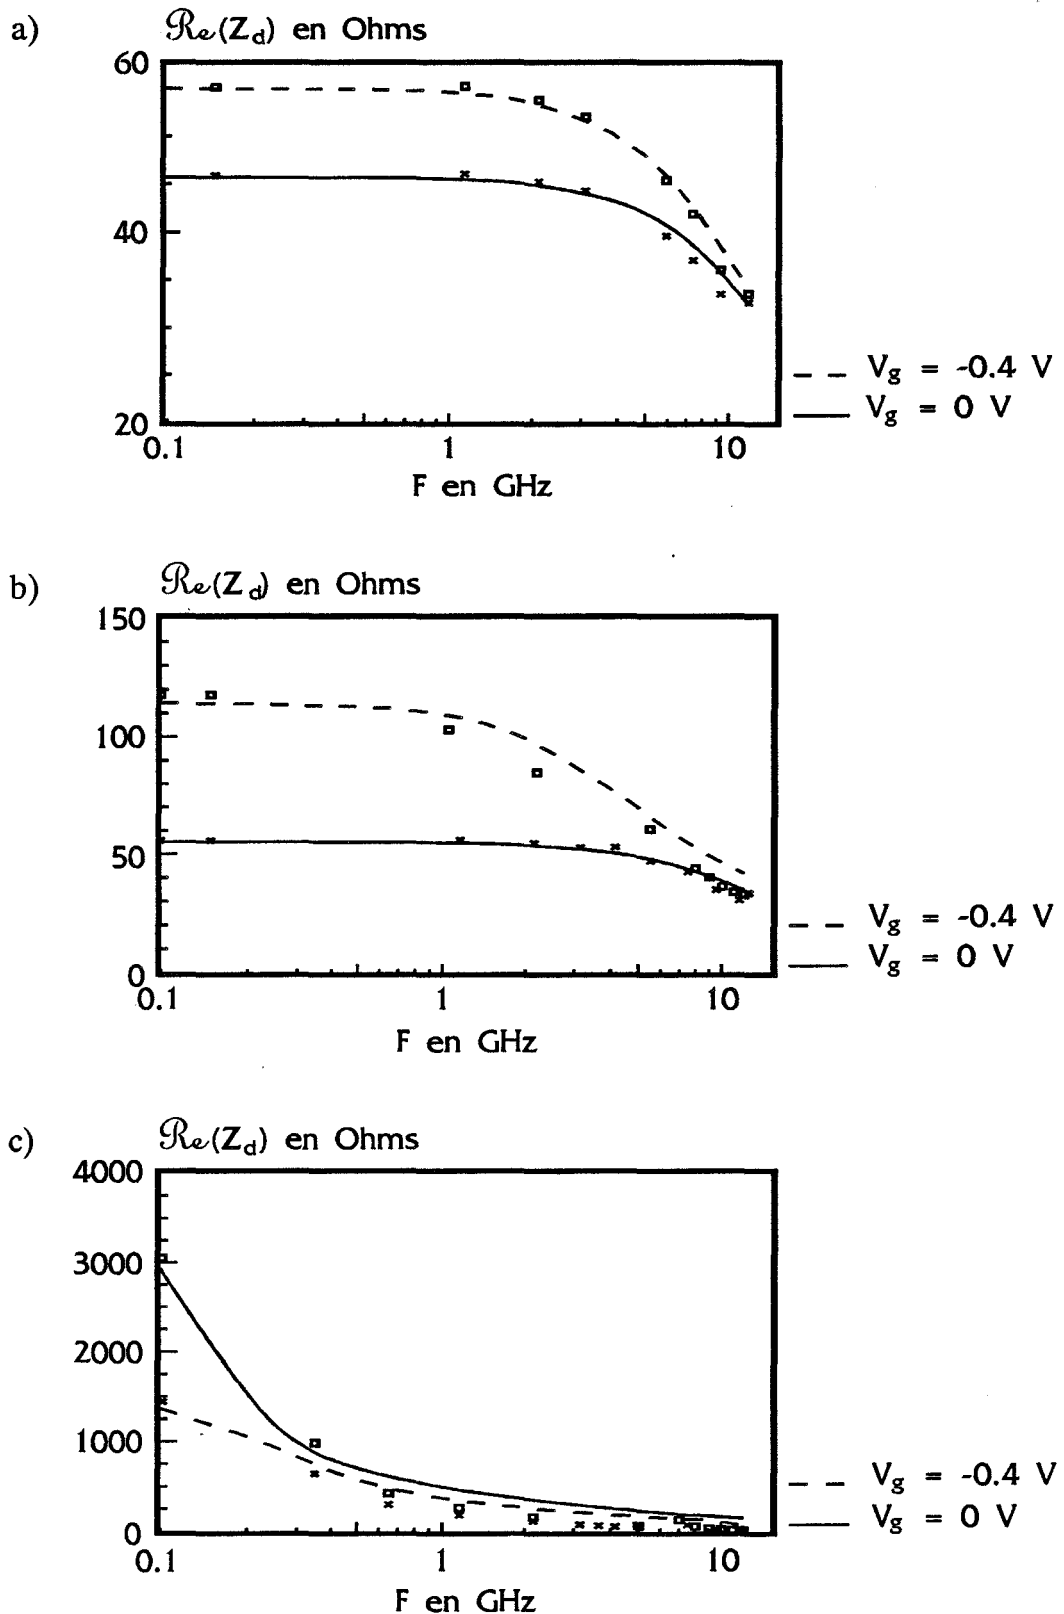 a)
Re(Zd) en Ohms
60
40
20
0.1 1 10
F en GHz
Vg = -0.4 V
Vg = 0 V
b)
Re(Zd) en Ohms
150
100
50
0
0.1 1 10
F en GHz
Vg = -0.4 V
Vg = 0 V
c)
Re(Zd) en Ohms
4000
3000
2000
1000
0
0.1 1 10
F en GHz
Vg = -0.4 V
Vg = 0 V